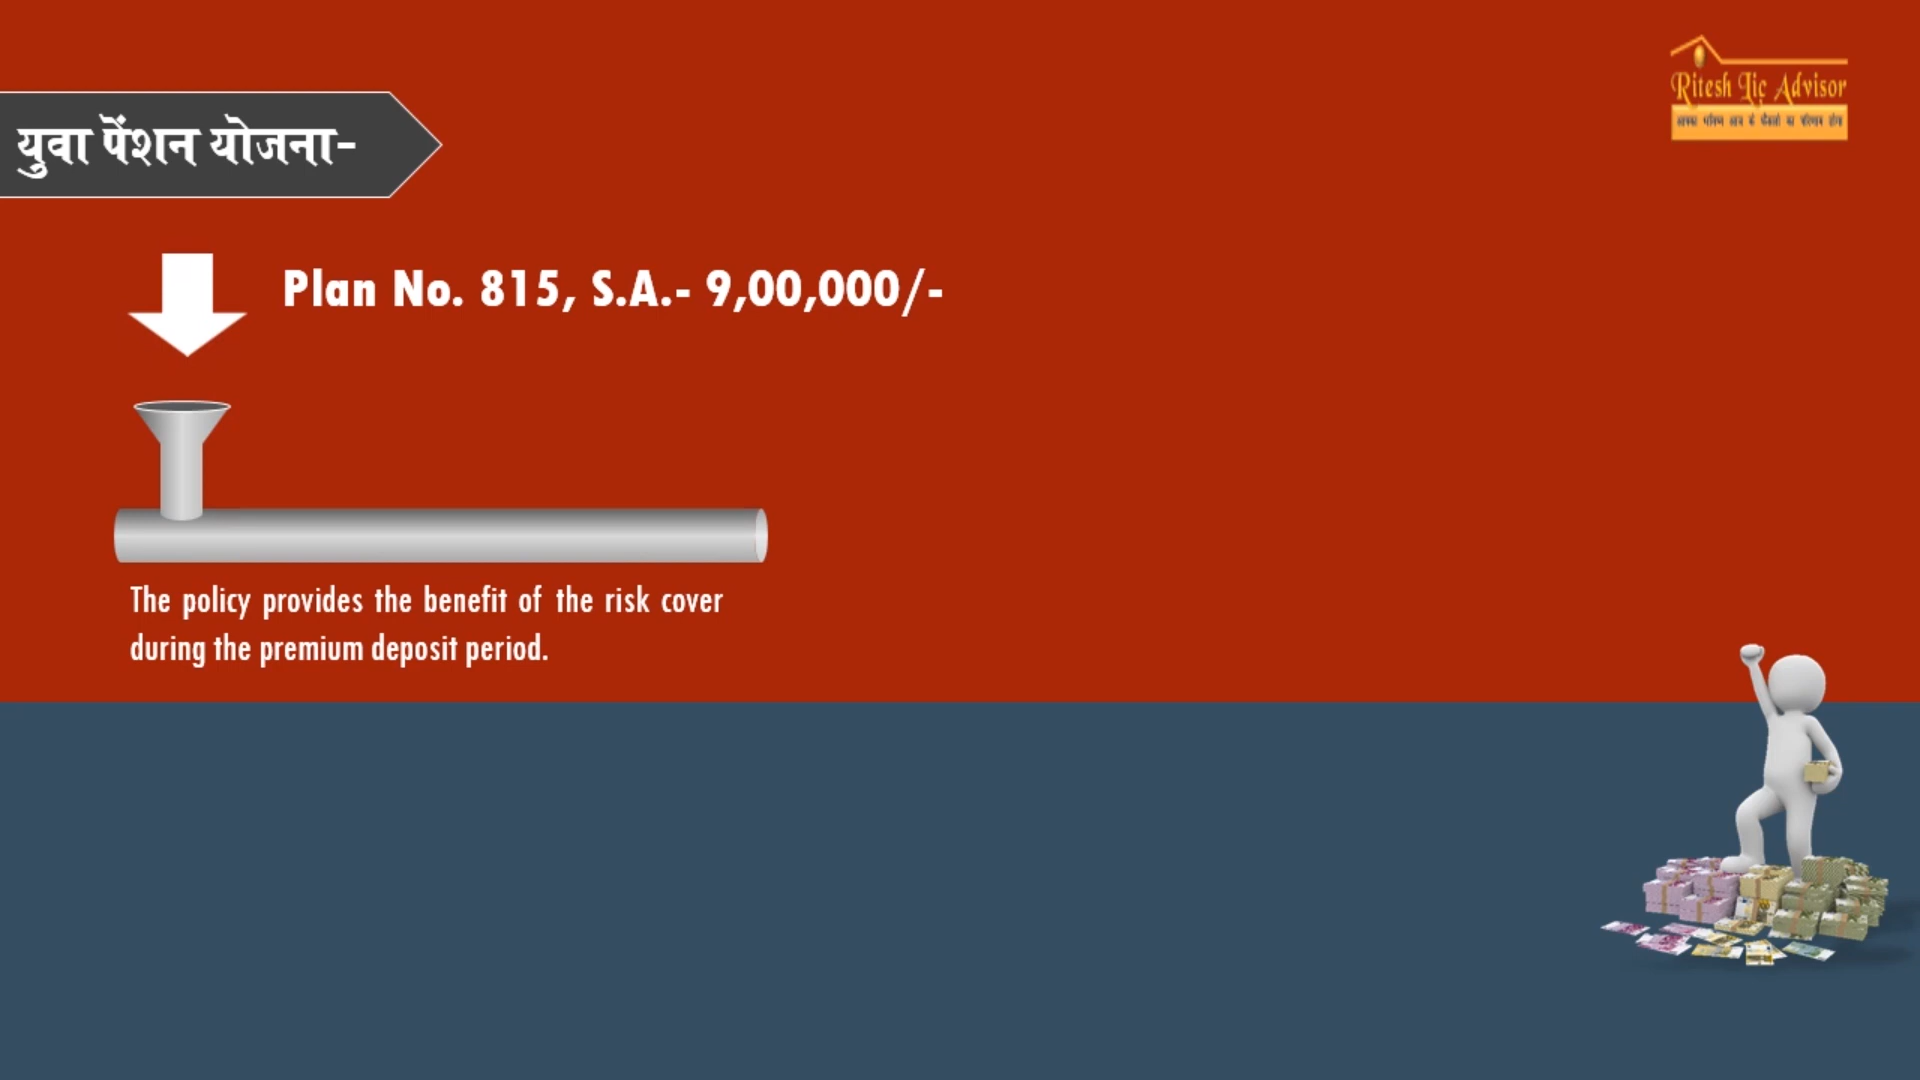 Ritesh Lic Advisor
युवा पेंशन योजना-
Plan No. 815, S.A.- 9,00,000/-
The policy provides the benefit of the risk cover
during the premium deposit period.